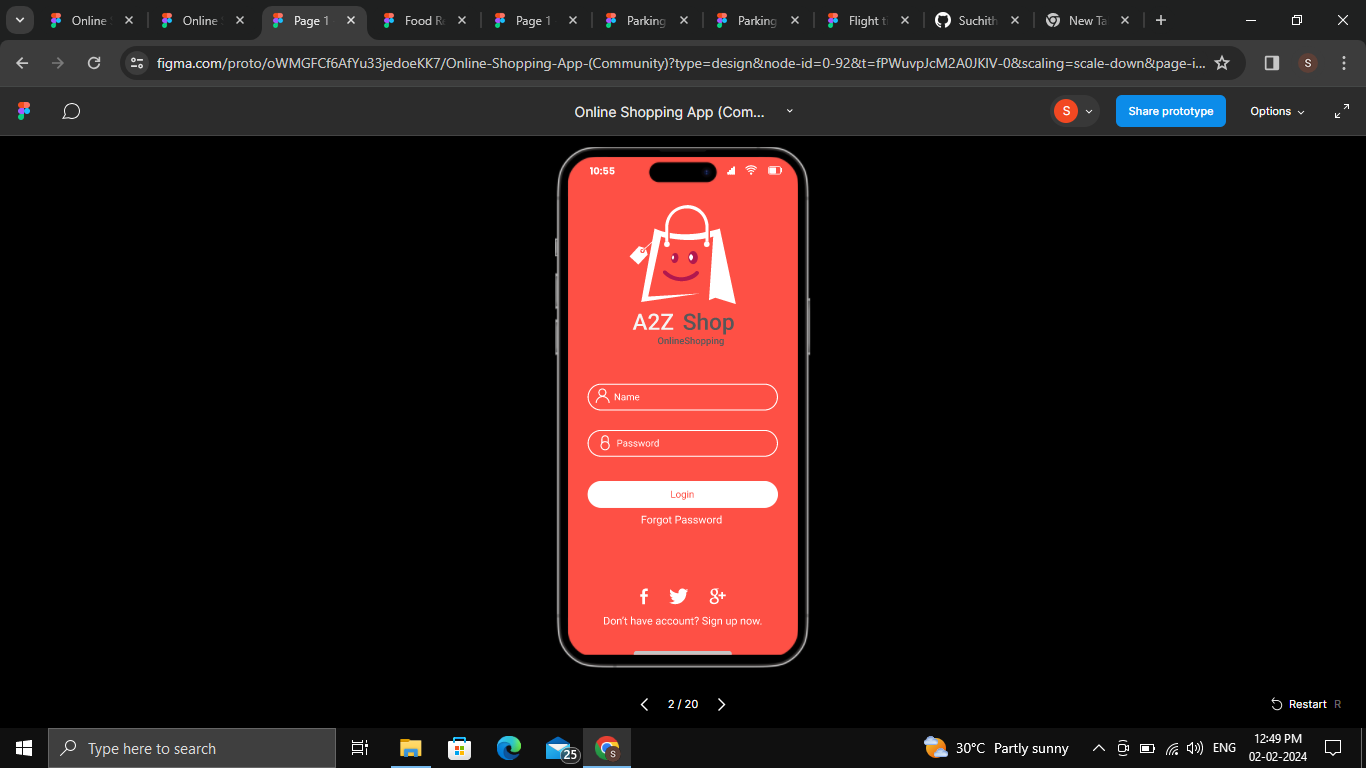 Online
Online
Page 1
Food R
Page 1
Parking
Parking
Flight ti
Suchith
New Ta
figma.com/proto/oWMGFCf6AfYu33jedoeKK7/Online-Shopping-App-(Community)?type=design&node-id=0-92&t=fPWuvpJcM2A0JKIV-0&scaling=scale-down&page-i...
S
Online Shopping App (Com...
S
Share prototype
Options
10:55
A2Z Shop
OnlineShopping
Name
Password
Login
Forgot Password
f
8+
Don't have account? Sign up now.
2 / 20
Restart R
Type here to search
25
S
30°C Partly sunny
ENG
12:49 PM
02-02-2024